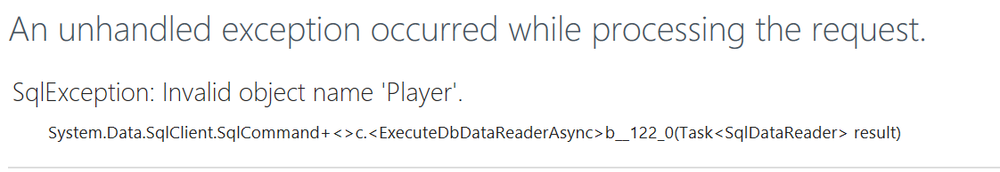 An unhandled exception occurred while processing the request.
SqlException: Invalid object name 'Player'.
System.Data.SqlClient.SqlCommand+<>c.<ExecuteDbDataReaderAsync>b__122_0(Task<SqlDataReader> result)